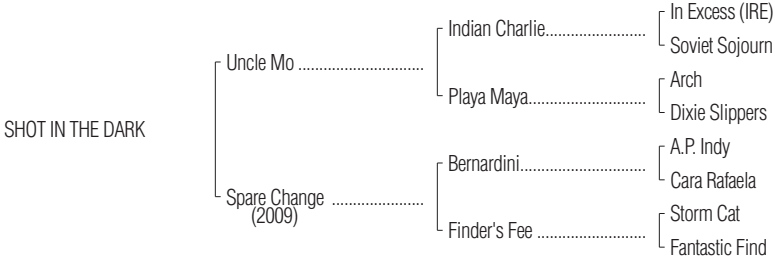 In Excess (IRE)
Indian Charlie..........................
Soviet Sojourn
Uncle Mo ................................
Arch
Playa Maya..............................
Dixie Slippers
SHOT IN THE DARK
A.P. Indy
Bernardini................................
Cara Rafaela
Spare Change .......................
(2009)
Storm Cat
Finder's Fee ...........................
Fantastic Find